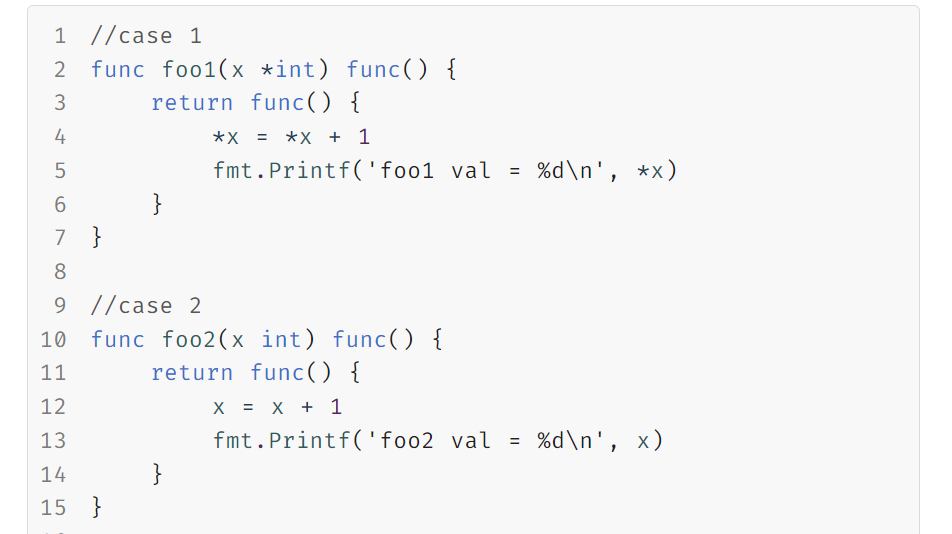 1 //case 1
2 func foo1(x *int) func() {
3 return func() {
4 *x = *x + 1
5 fmt.Printf('foo1 val = %d\n', *x)
6 }
7 }
8
9 //case 2
10 func foo2(x int) func() {
11 return func() {
12 x = x + 1
13 fmt.Printf('foo2 val = %d\n', x)
14 }
15 }